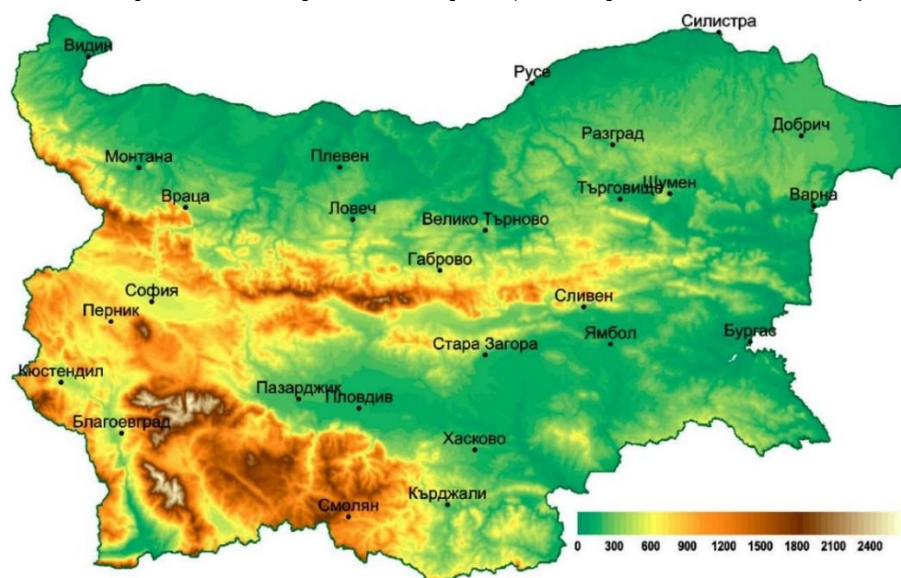 Силистра
Видин
Русе
Добрич
Разград
Монтана
Плевен
Търговище
Шумен
Враца
Варна
Ловеч
Велико Търново
Габрово
София
Сливен
Перник
Ямбол
Бургас
Стара Загора
Кюстендил
Пазарджик
Пловдив
Благоевград
Хасково
Кърджали
Смолян
0 300 600 900 1200 1500 1800 2100 2400